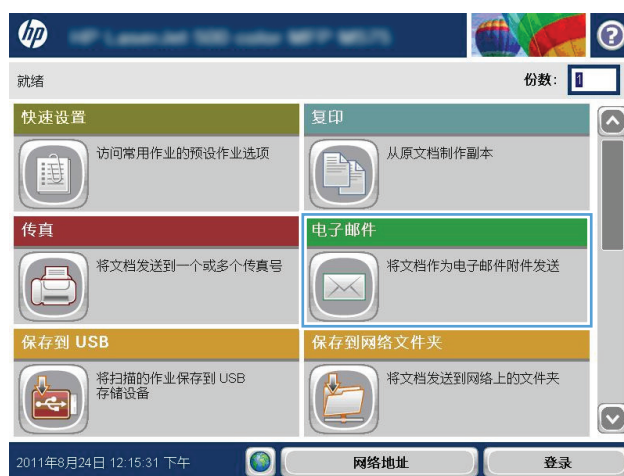 hp
就绪
份数: 1
快速设置
复印
访问常用作业的预设作业选项
从原文档制作副本
传真
电子邮件
将文档发送到一个或多个传真号
将文档作为电子邮件附件发送
保存到 USB
保存到网络文件夹
将扫描的作业保存到 USB
存储设备
将文档发送到网络上的文件夹
2011年8月24日 12:15:31 下午
网络地址
登录